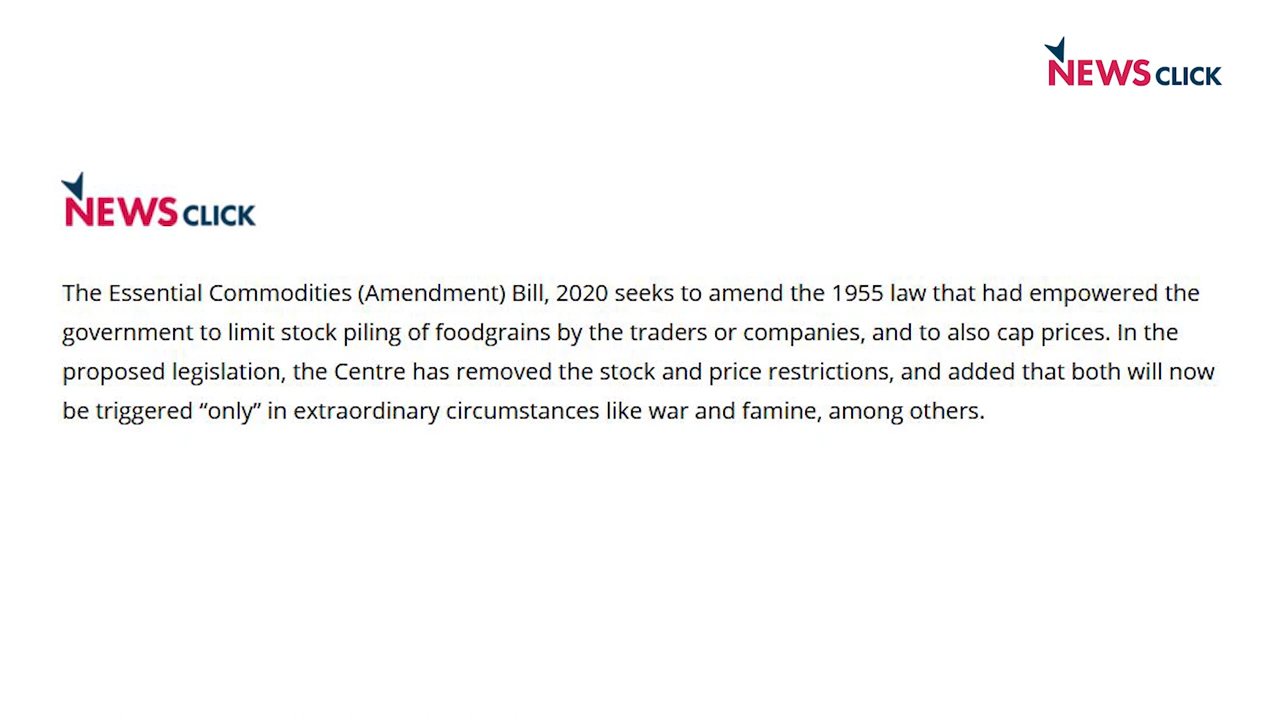 NEWS CLICK
NEWS CLICK
The Essential Commodities (Amendment) Bill, 2020 seeks to amend the 1955 law that had empowered the
government to limit stock piling of foodgrains by the traders or companies, and to also cap prices. In the
proposed legislation, the Centre has removed the stock and price restrictions, and added that both will now
be triggered “only” in extraordinary circumstances like war and famine, among others.